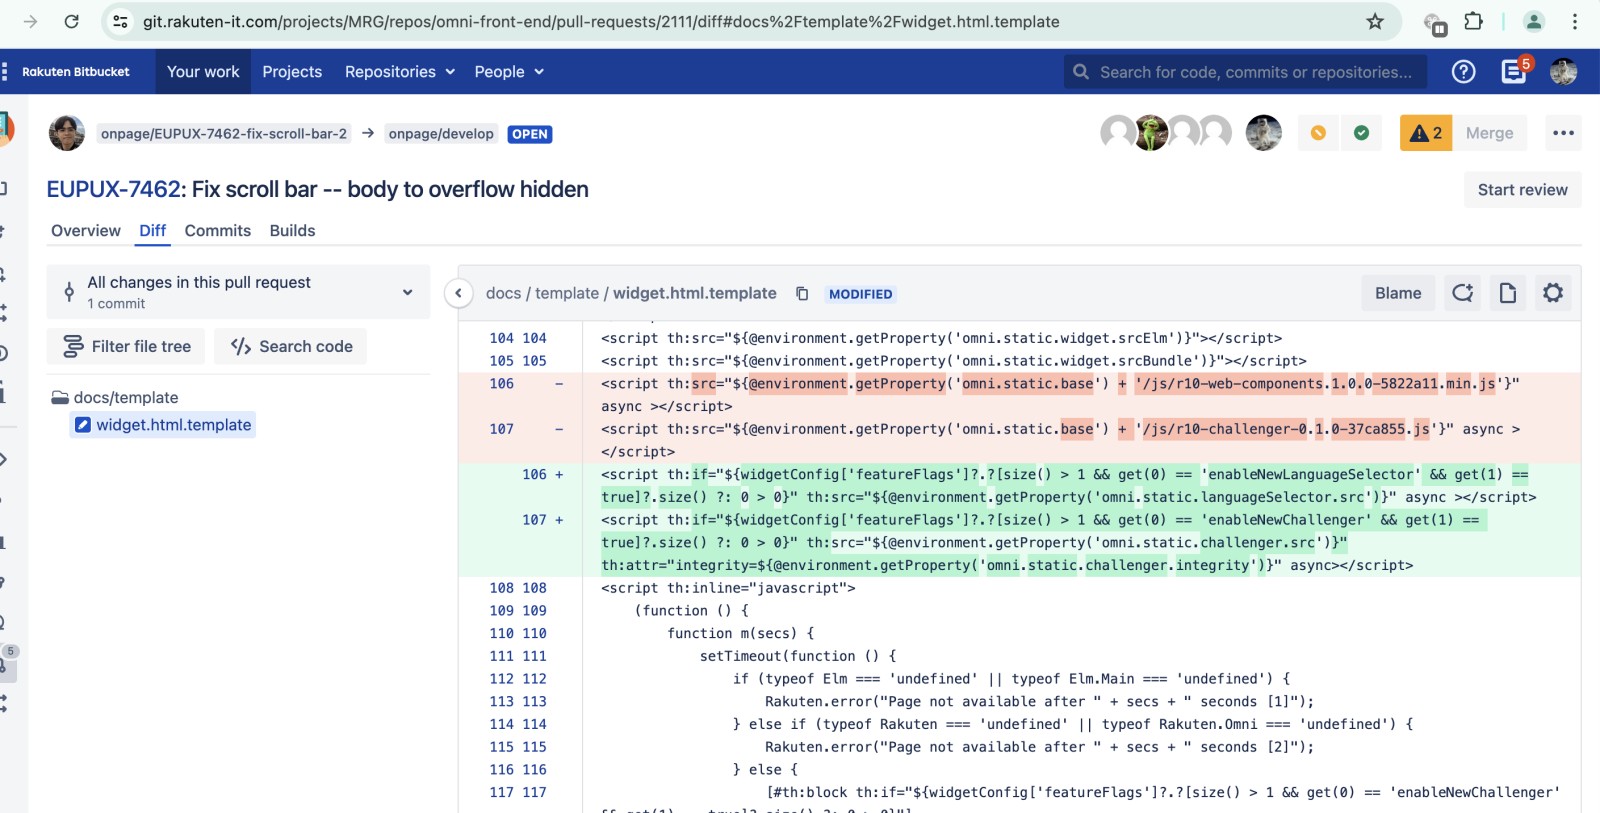 git.rakuten-it.com/projects/MRG/repos/omni-front-end/pull-requests/2111/diff#docs%2Ftemplate%2Fwidget.html.template
Rakuten Bitbucket Your work Projects Repositories People Search for code, commits or repositories... 5
onpage/EUPUX-7462-fix-scroll-bar-2 → onpage/develop OPEN 2 Merge
EUPUX-7462: Fix scroll bar -- body to overflow hidden Start review
Overview Diff Commits Builds
All changes in this pull request
1 commit
docs / template / widget.html.template MODIFIED Blame
Filter file tree Search code
docs/template
widget.html.template
5
104 104 <script th:src="${@environment.getProperty('omni.static.widget.srcElm')}"></script>
105 105 <script th:src="${@environment.getProperty('omni.static.widget.srcBundle')}"></script>
106 - <script th:src="${@environment.getProperty('omni.static.base') + '/js/r10-web-components.1.0.0-5822a11.min.js'}"
async ></script>
107 - <script th:src="${@environment.getProperty('omni.static.base') + '/js/r10-challenger-0.1.0-37ca855.js'}" async >
</script>
106 + <script th:if="${widgetConfig['featureFlags']?.?[size() > 1 && get(0) == 'enableNewLanguageSelector' && get(1) ==
true]?.size() ?: 0 > 0}" th:src="${@environment.getProperty('omni.static.languageSelector.src')}" async ></script>
107 + <script th:if="${widgetConfig['featureFlags']?.?[size() > 1 && get(0) == 'enableNewChallenger' && get(1) ==
true]?.size() ?: 0 > 0}" th:src="${@environment.getProperty('omni.static.challenger.src')}"
th:attr="integrity=${@environment.getProperty('omni.static.challenger.integrity')}" async></script>
108 108 <script th:inline="javascript">
109 109 (function () {
110 110 function m(secs) {
111 111 setTimeout(function () {
112 112 if (typeof Elm === 'undefined' || typeof Elm.Main === 'undefined') {
113 113 Rakuten.error("Page not available after " + secs + " seconds [1]");
114 114 } else if (typeof Rakuten === 'undefined' || typeof Rakuten.Omni === 'undefined') {
115 115 Rakuten.error("Page not available after " + secs + " seconds [2]");
116 116 } else {
117 117 [#th:block th:if="${widgetConfig['featureFlags']?.?[size() > 1 && get(0) == 'enableNewChallenger'